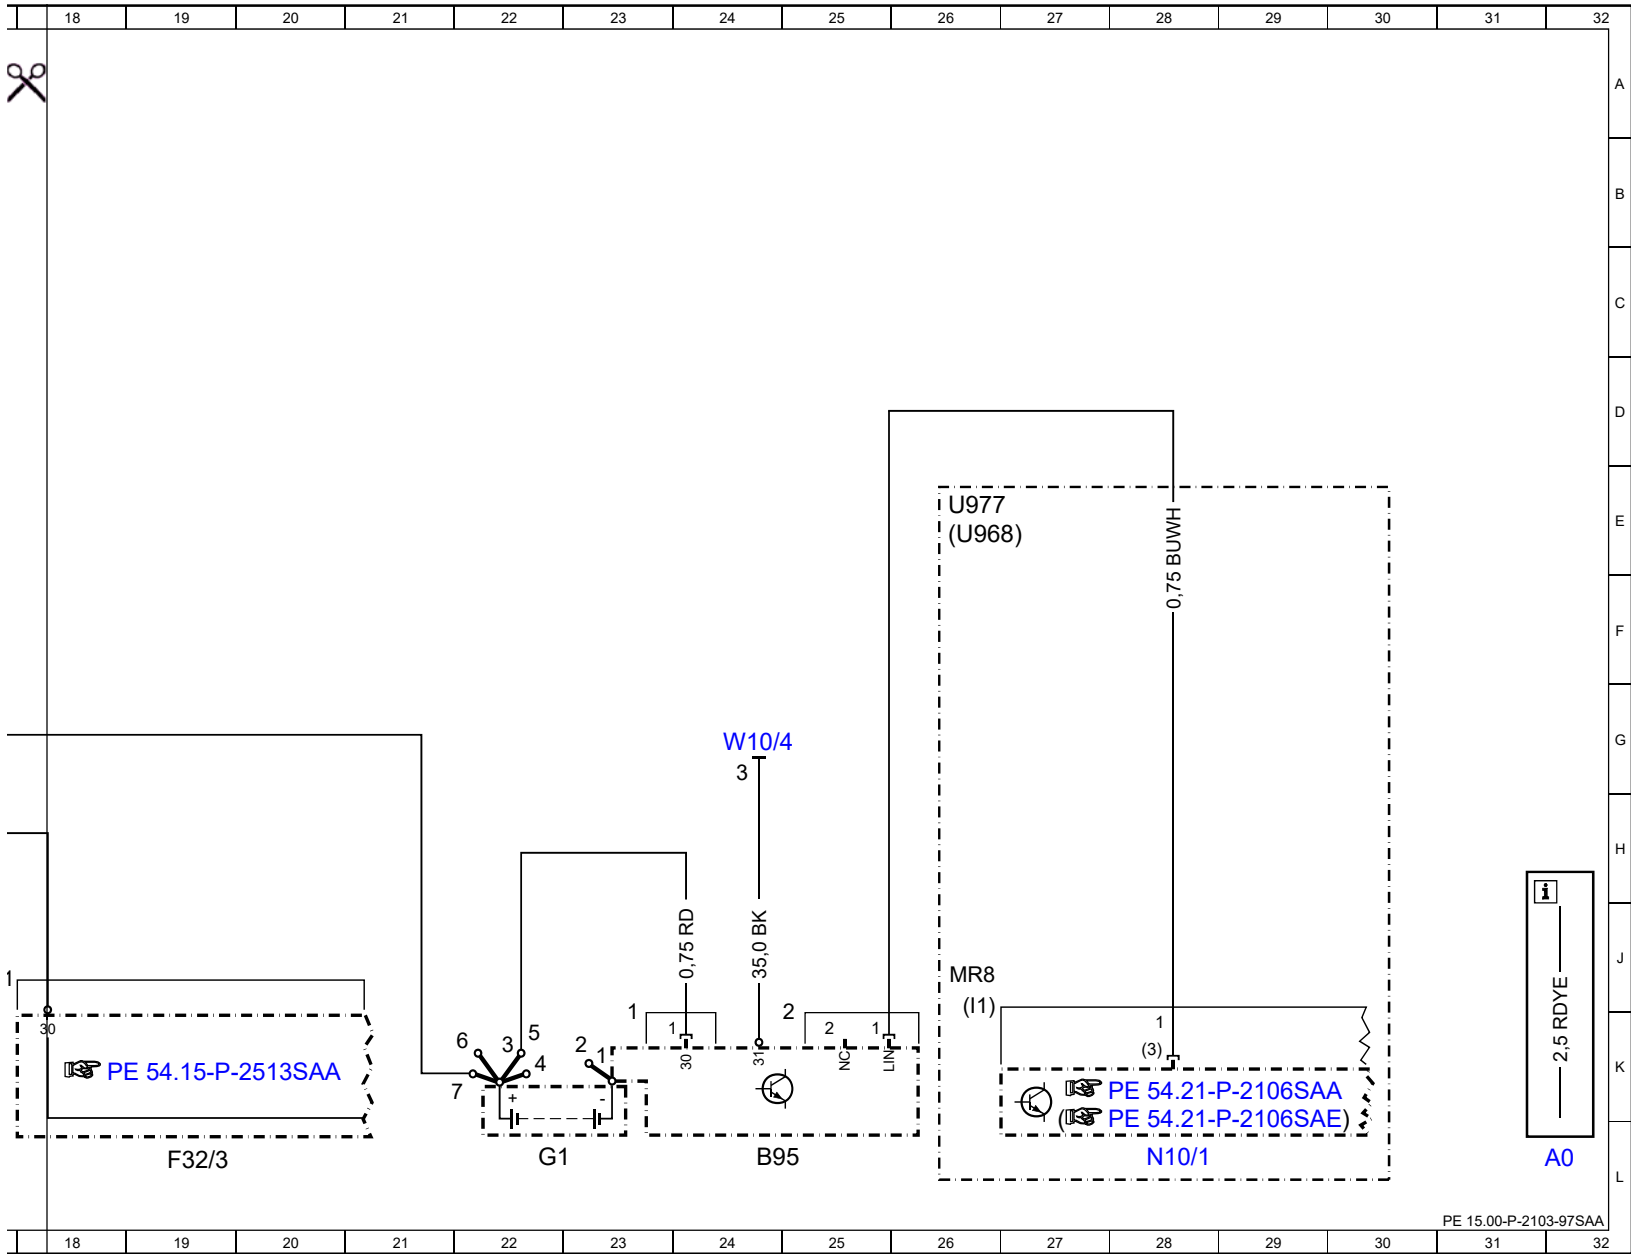 18 19 20 21 22 23 24 25 26 27 28 29 30 31 32
A
B
C
D
U977
(U968)
E
0,75 BUWH
F
W10/4
3
G
H
i
0,75 RD
35,0 BK
MR8
(I1)
J
2,5 RDYE
1
1
1
2
2
1
1
(3)
30
PE 54.15-P-2513SAA
6
3
5
4
7
2
1
+
-
30
31
NC
LIN
K
PE 54.21-P-2106SAA
(PE 54.21-P-2106SAE)
F32/3
G1
B95
N10/1
A0
L
PE 15.00-P-2103-97SAA
18 19 20 21 22 23 24 25 26 27 28 29 30 31 32